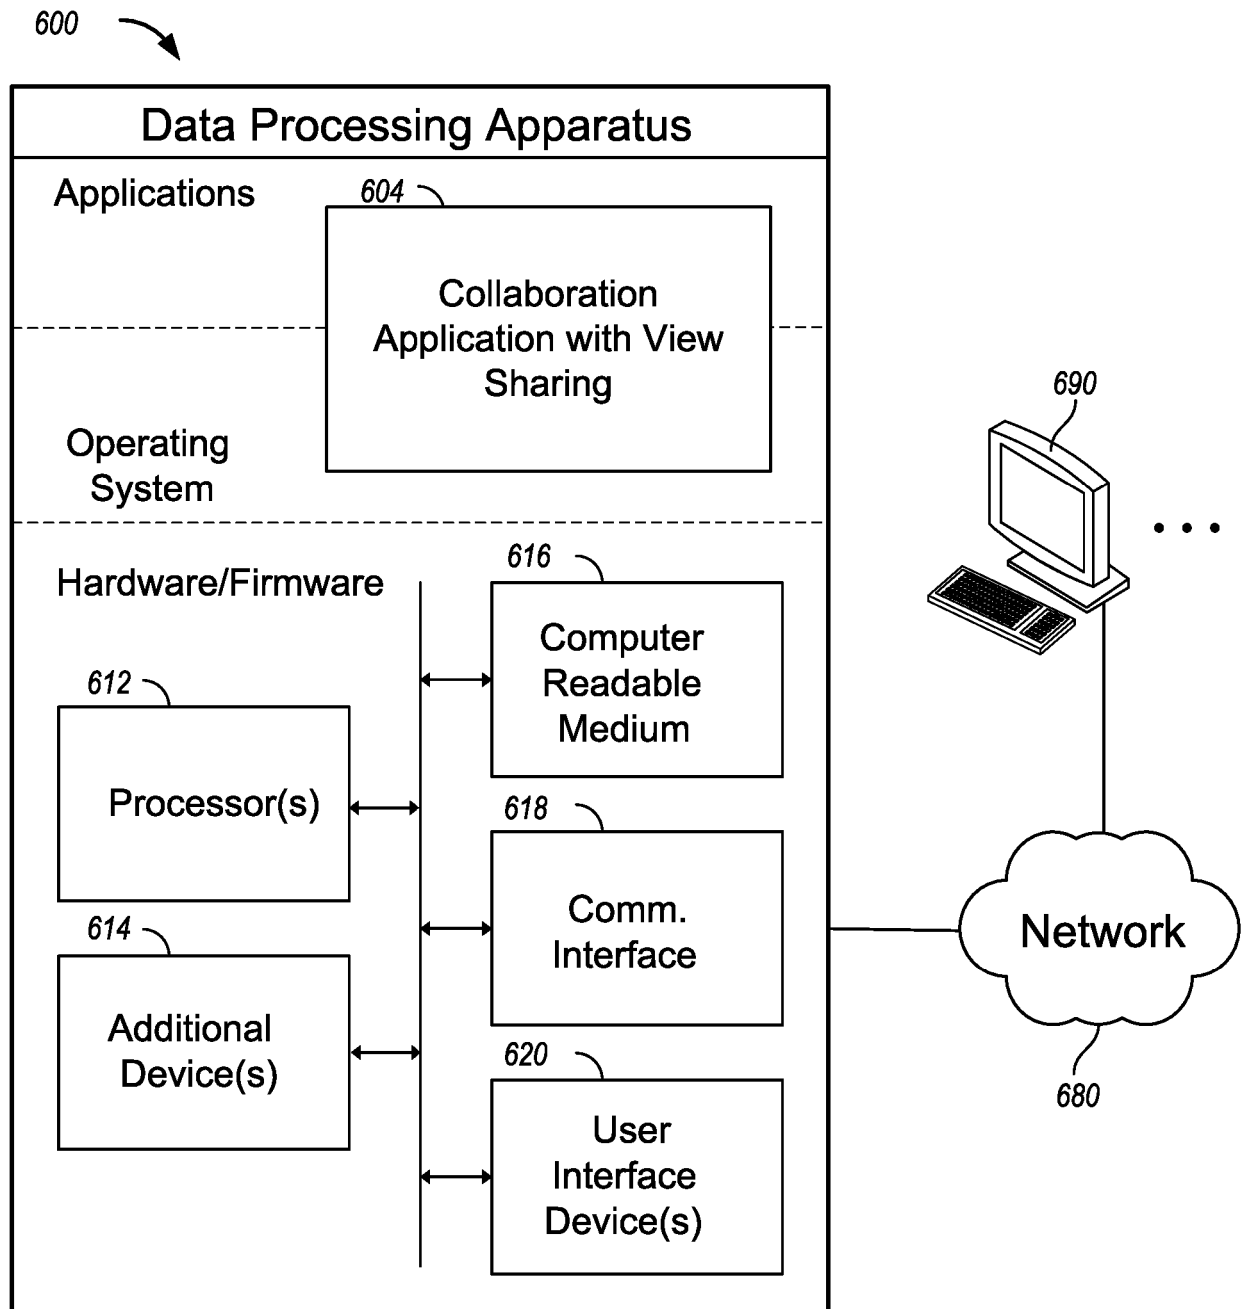 600
Data Processing Apparatus
Applications
604
Collaboration
Application with View
Sharing
Operating
System
690
Hardware/Firmware
616
Computer
Readable
Medium
612
Processor(s)
618
Comm.
Interface
Network
614
Additional
Device(s)
620
User
Interface
Device(s)
680